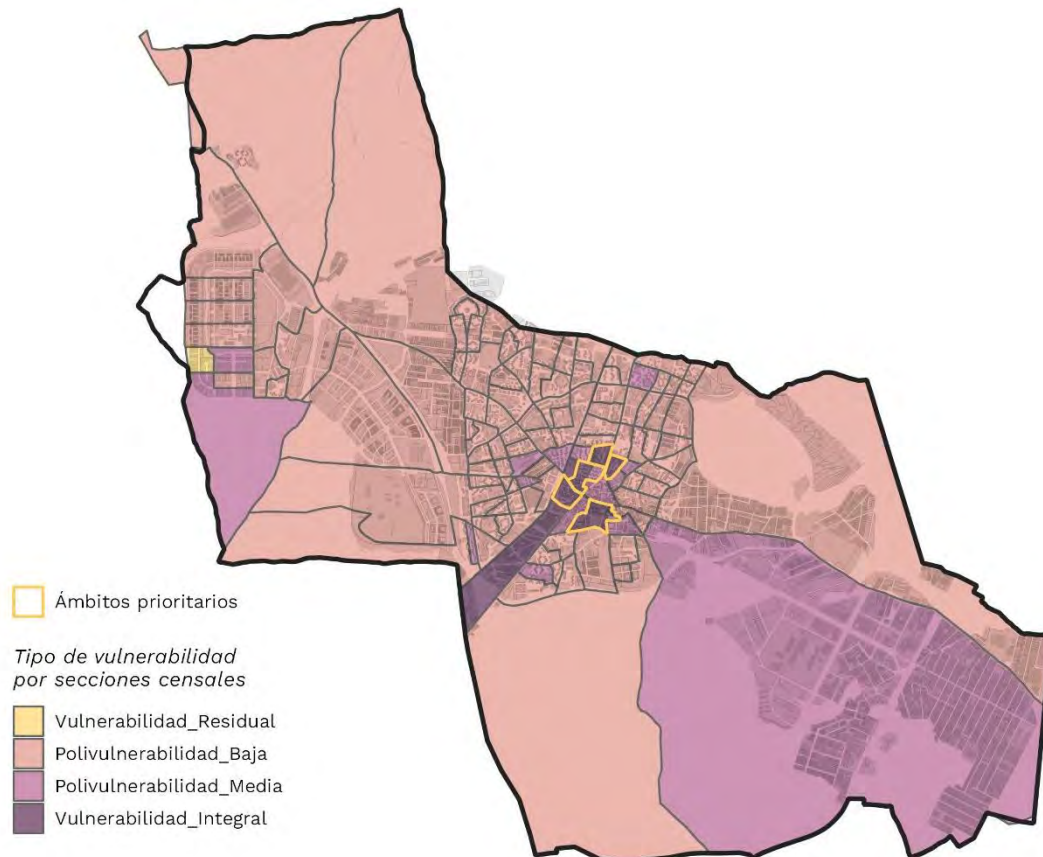 Ámbitos prioritarios
Tipo de vulnerabilidad
por secciones censales
Vulnerabilidad_Residual
Polivulnerabilidad_Baja
Polivulnerabilidad_Media
Vulnerabilidad_Integral